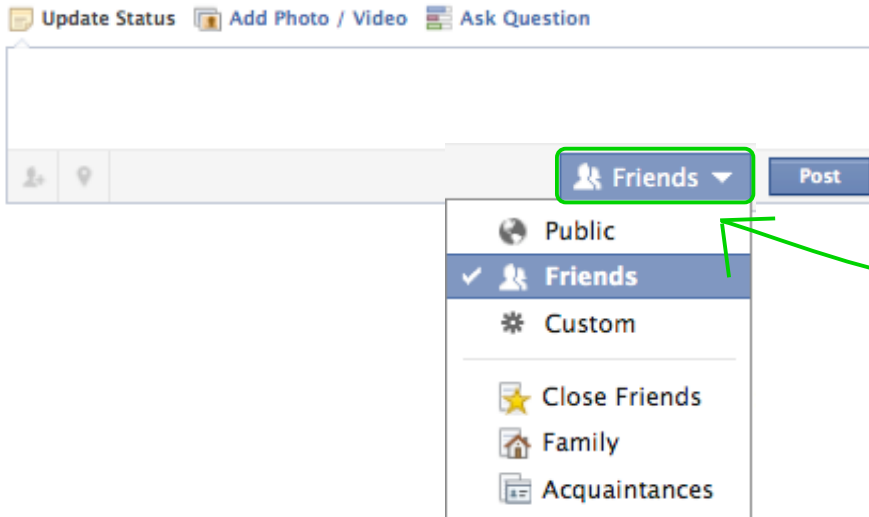 Update Status Add Photo / Video Ask Question
Friends Post
Public
Friends
Custom
Close Friends
Family
Acquaintances